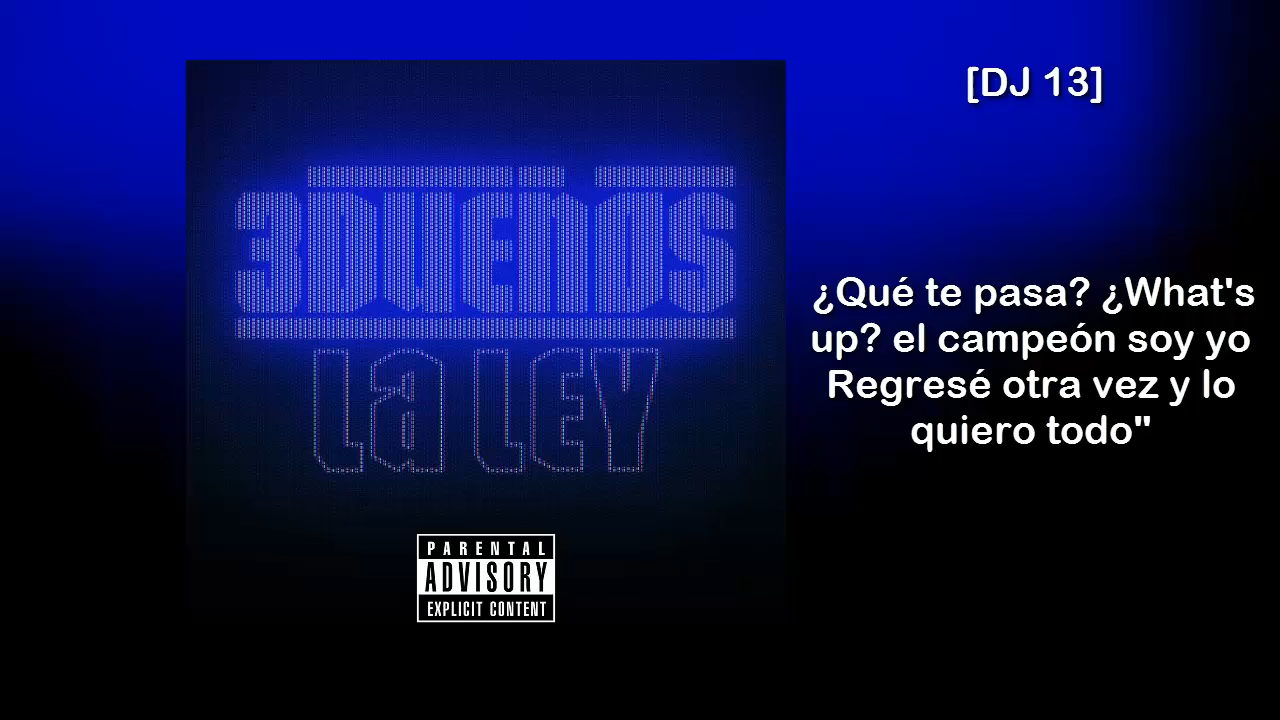 [DJ 13]
3DUEÑOS
La LEY
¿Qué te pasa? ¿What's
up? el campeón soy yo
Regresé otra vez y lo
quiero todo"
PARENTAL
ADVISORY
EXPLICIT CONTENT